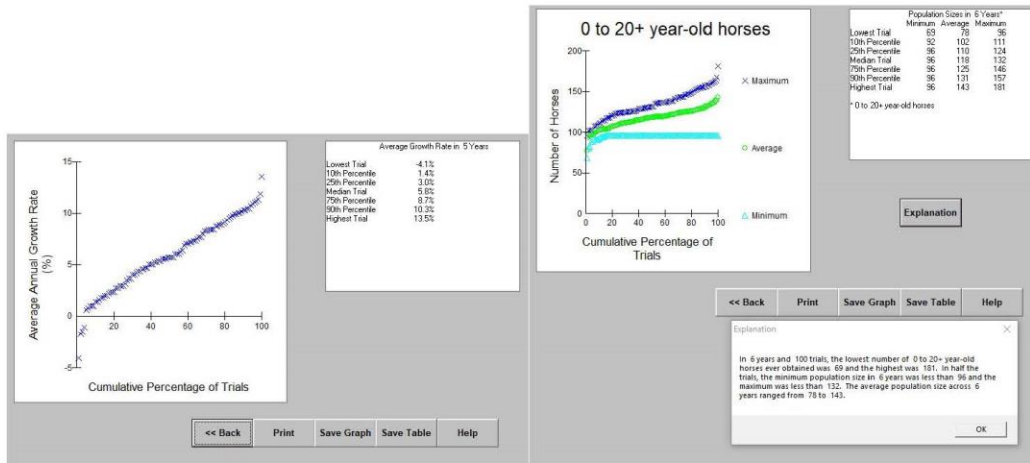 15
10
5
0
-5
20
40
60
80
100
Average Annual Growth Rate
(%)
Cumulative Percentage of Trials
Average Growth Rate in 5 Years
Lowest Trial -4.1%
10th Percentile 1.4%
25th Percentile 3.0%
Median Trial 5.8%
75th Percentile 8.7%
90th Percentile 10.3%
Highest Trial 13.5%
<< Back
Print
Save Graph
Save Table
Help
0 to 20+ year-old horses
200
150
100
50
0
0
20
40
60
80
100
Number of Horses
Cumulative Percentage of
Trials
Maximum
Average
Minimum
Population Sizes in 6 Years*
Minimum Average Maximum
Lowest Trial 69 78 96
10th Percentile 92 102 111
25th Percentile 96 110 124
Median Trial 96 118 132
75th Percentile 96 125 146
90th Percentile 96 131 157
Highest Trial 96 143 181
* 0 to 20+ year-old horses
Explanation
<< Back
Print
Save Graph
Save Table
Help
Explanation
In 6 years and 100 trials, the lowest number of 0 to 20+ year-old
horses ever obtained was 69 and the highest was 181. In half the
trials, the minimum population size in 6 years was less than 96 and the
maximum was less than 132. The average population size across 6
years ranged from 78 to 143.
OK